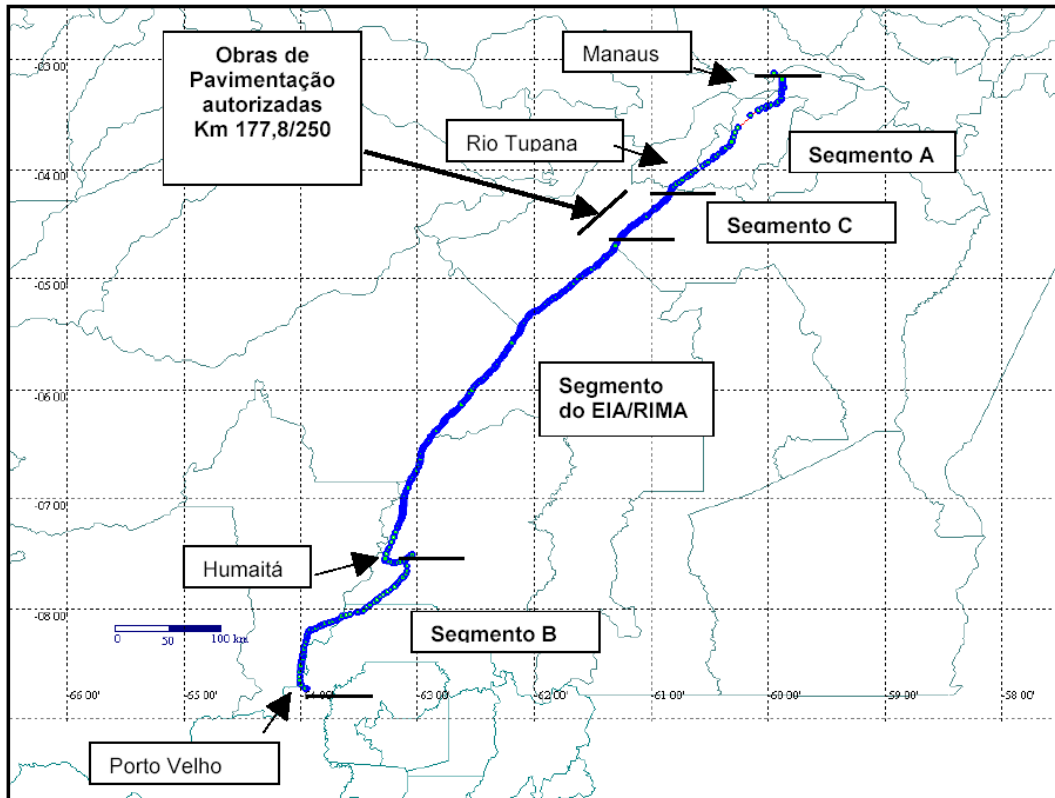 Obras de
Pavimentação
autorizadas
Km 177,8/250
Manaus
Rio Tupana
Segmento A
Segmento C
Segmento
do EIA/RIMA
Humaitá
Segmento B
Porto Velho
-03 00'
-04 00'
-05 00'
-06 00'
-07 00'
-08 00'
0 50 100 km
-66 00' -65 00' -63 00' -62 00' -61 00' -60 00' -59 00' -58 00'